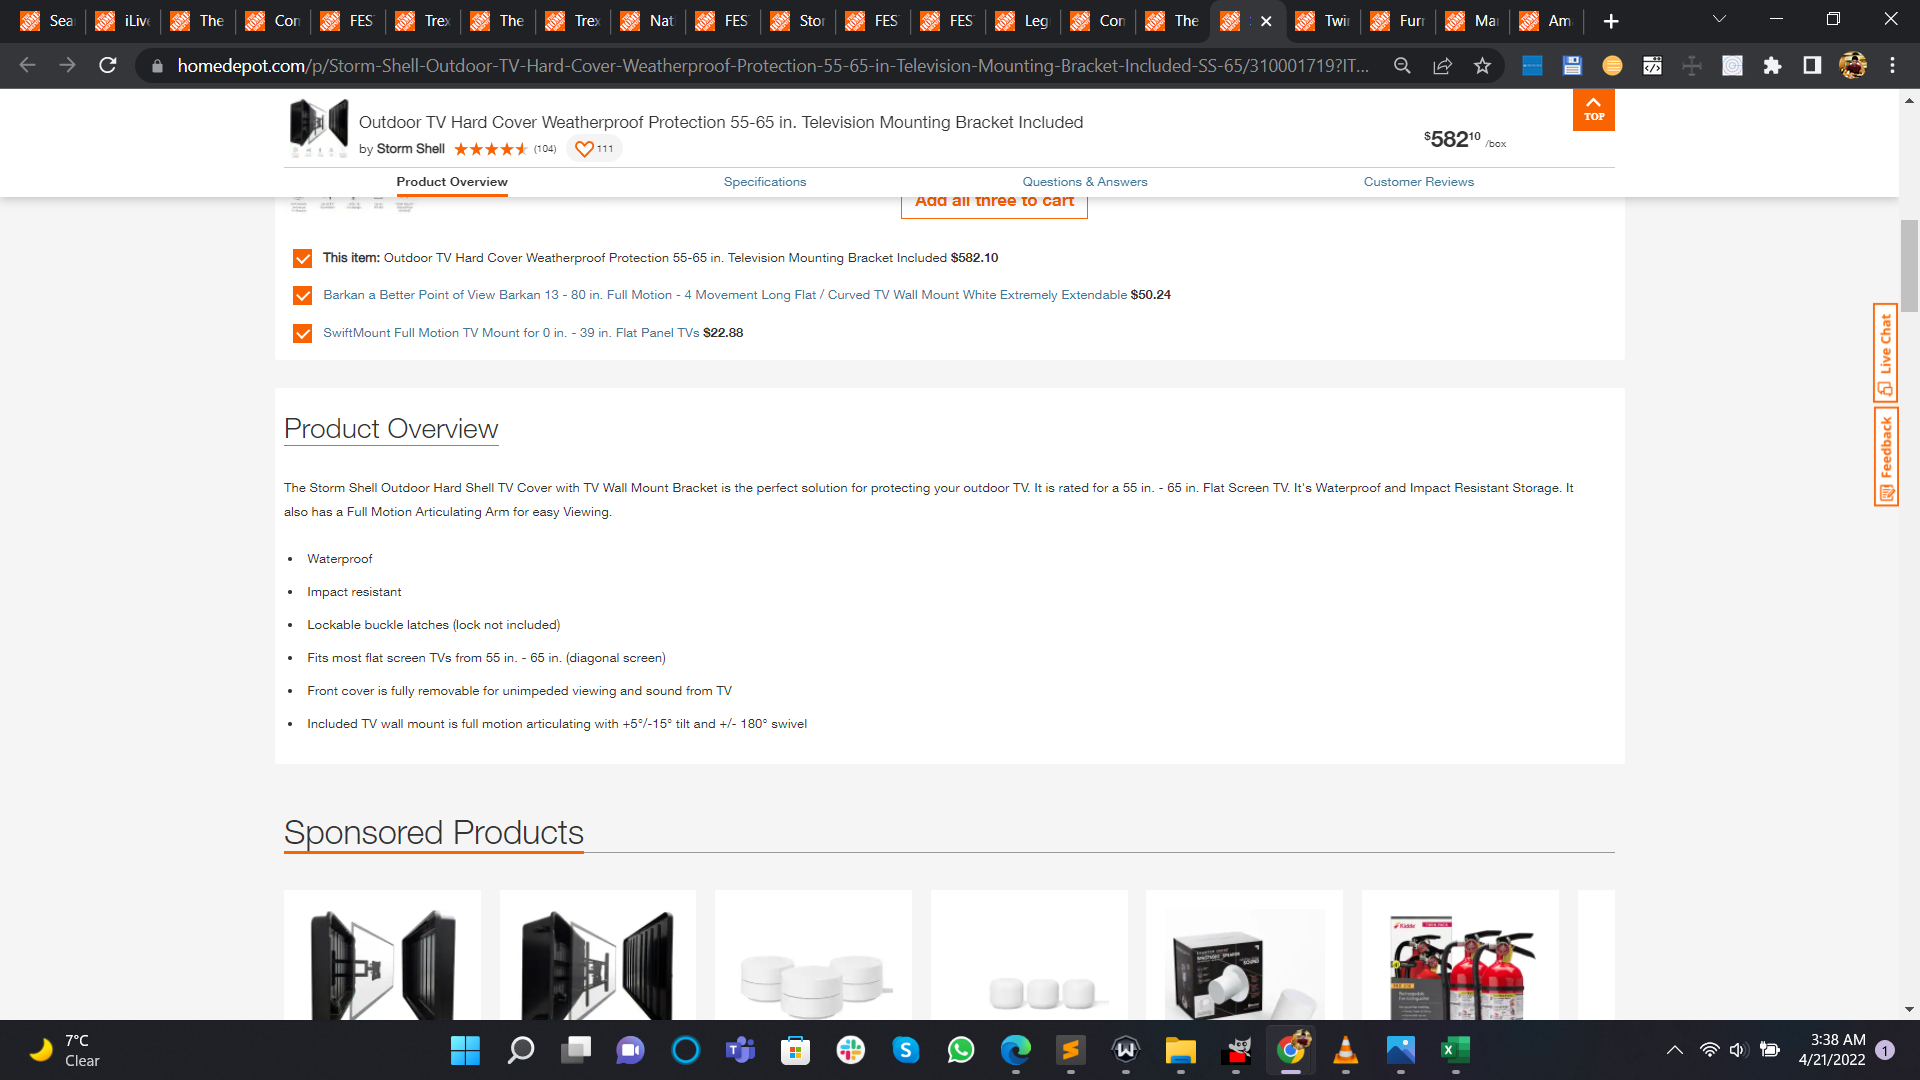 Sea
iLive
The
Con
FES
Trex
The
Trex
Nati
FES
Stor
FES
FES
Leg
Con
The
Twin
Furr
Mar
Am
homedepot.com/p/Storm-Shell-Outdoor-TV-Hard-Cover-Weatherproof-Protection-55-65-in-Television-Mounting-Bracket-Included-SS-65/310001719?IT...
Outdoor TV Hard Cover Weatherproof Protection 55-65 in. Television Mounting Bracket Included
by Storm Shell (104) 111
$582 10 /box
TOP
Product Overview
Specifications
Questions & Answers
Customer Reviews
Add all three to cart
This item: Outdoor TV Hard Cover Weatherproof Protection 55-65 in. Television Mounting Bracket Included $582.10
Barkan a Better Point of View Barkan 13 - 80 in. Full Motion - 4 Movement Long Flat / Curved TV Wall Mount White Extremely Extendable $50.24
SwiftMount Full Motion TV Mount for 0 in. - 39 in. Flat Panel TVs $22.88
Live Chat
Feedback
Product Overview
The Storm Shell Outdoor Hard Shell TV Cover with TV Wall Mount Bracket is the perfect solution for protecting your outdoor TV. It is rated for a 55 in. - 65 in. Flat Screen TV. It's Waterproof and Impact Resistant Storage. It
also has a Full Motion Articulating Arm for easy Viewing.
• Waterproof
• Impact resistant
• Lockable buckle latches (lock not included)
• Fits most flat screen TVs from 55 in. - 65 in. (diagonal screen)
• Front cover is fully removable for unimpeded viewing and sound from TV
• Included TV wall mount is full motion articulating with +5°/-15° tilt and +/- 180° swivel
Sponsored Products
Kidde
7°C
Clear
3:38 AM
4/21/2022
1